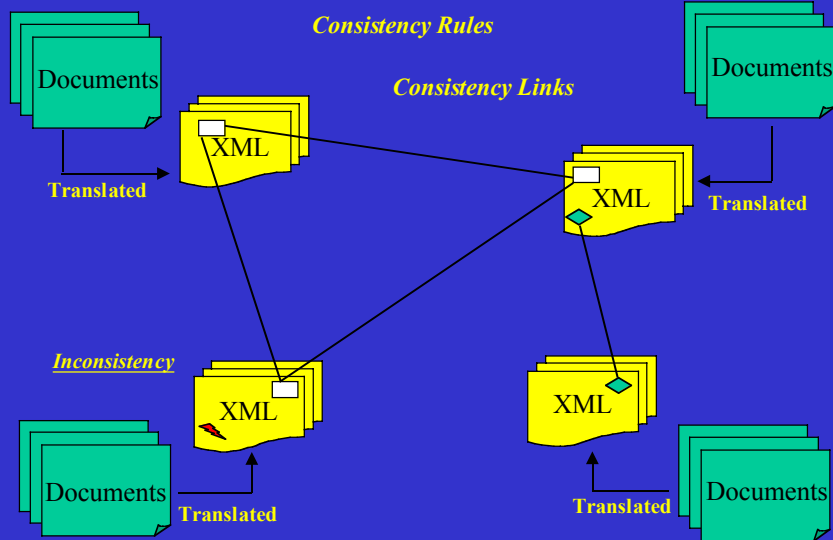 Consistency Rules
Documents
Documents
Consistency Links
XML
XML
Translated
Translated
Inconsistency
XML
XML
Documents
Documents
Translated
Translated